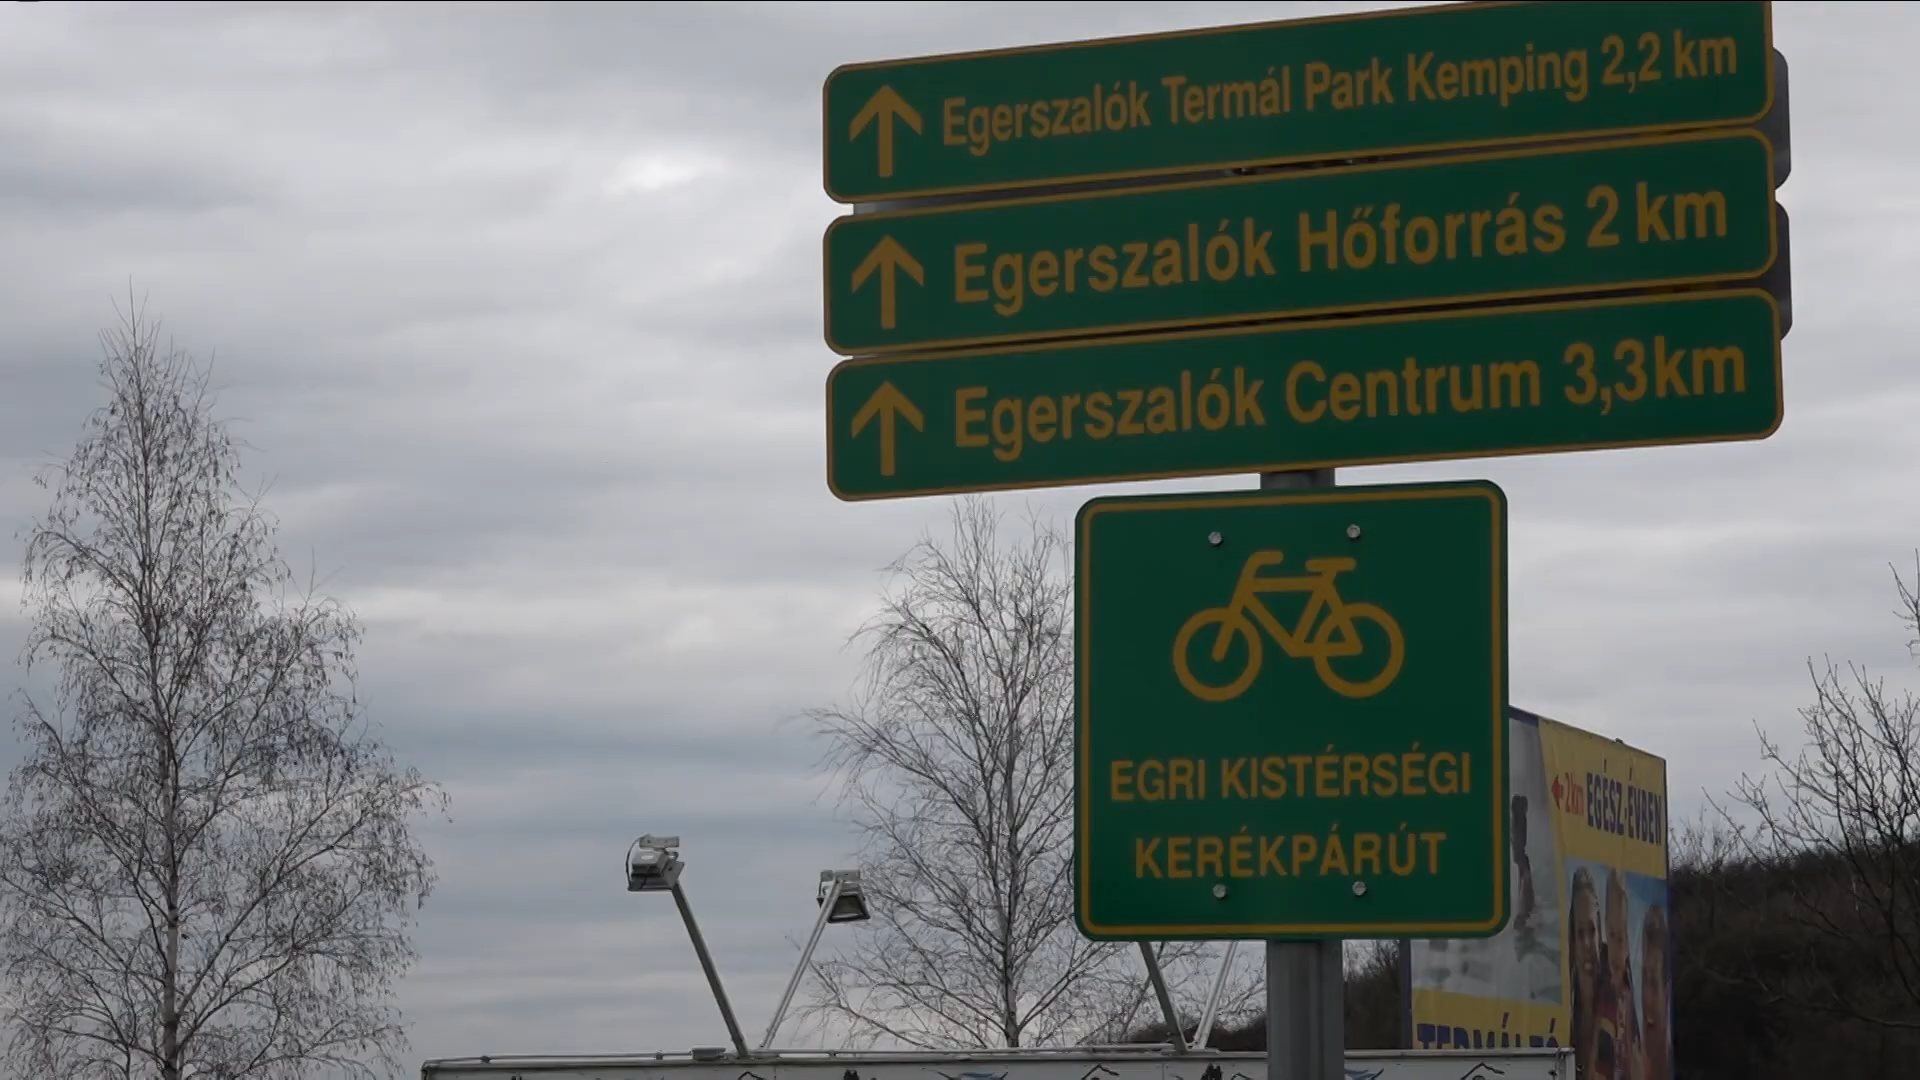 Egerszalók Termál Park Kemping 2,2 km
Egerszalók Hőforrás 2 km
Egerszalók Centrum 3,3km
EGRI KISTÉRSÉGI
KERÉKPÁRÚT
2km EGÉSZ ÉVBEN